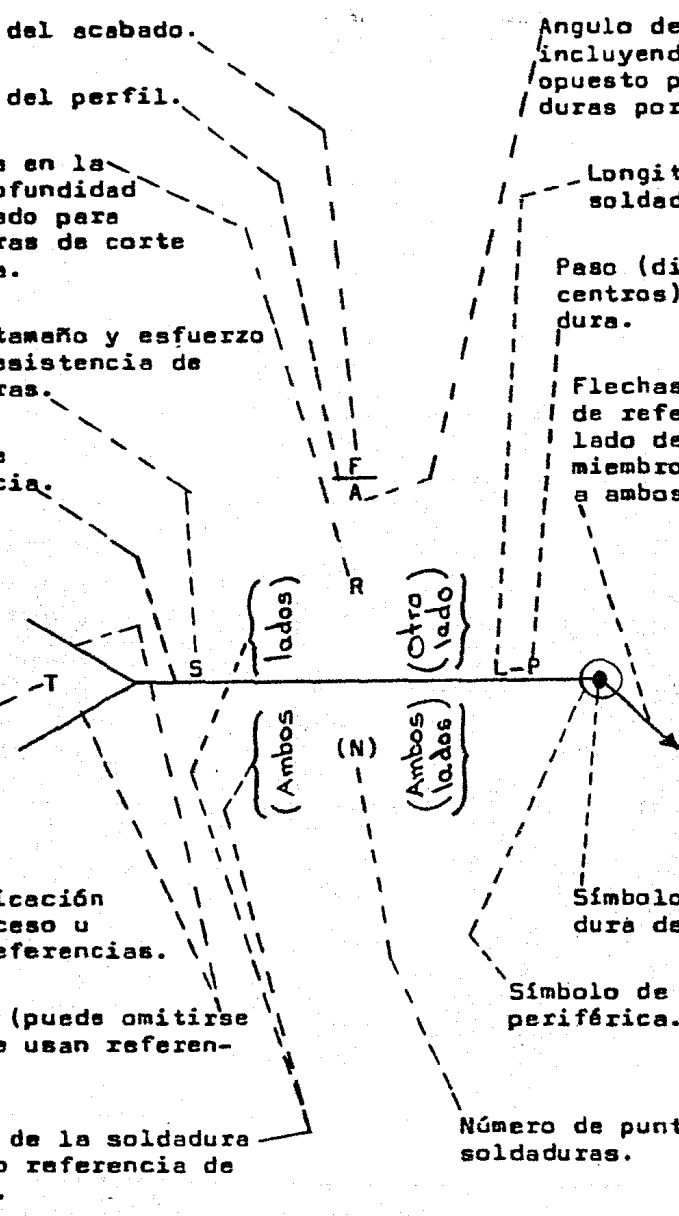 del acabado.
del perfil.
en la
ofundidad
ado para
ras de corte
a.
tamaño y esfuerzo
esistencia de
ras.
cia.
Angulo de
incluyend
opuesto p
duras por
Longit
soldad
Paso (di
centros)
dura.
Flechas
de refe
lado de
miembro
a ambos
F
A
R
lados)
(Otro
lado)
T
S
L-P
(Ambos
(N)
(Ambos
lados)
icación
ceso u
eferencias.
(puede omitirse
e usan referen-
de la soldadura
o referencia de
.
Símbolo
dura de
Símbolo de
periférica.
Número de punt
soldaduras.